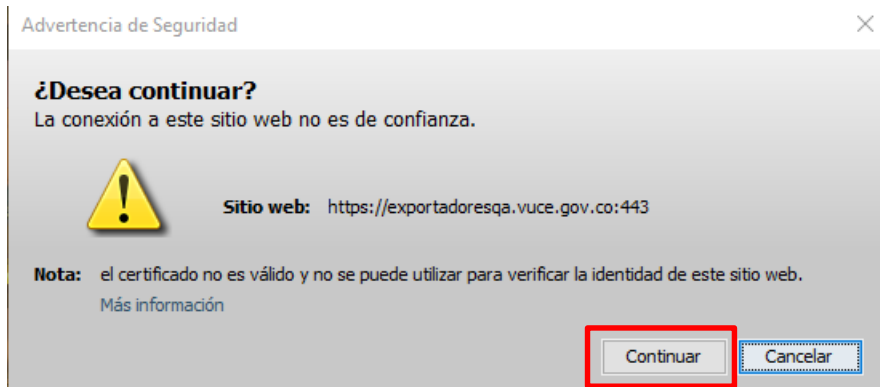 Advertencia de Seguridad
¿Desea continuar?
La conexión a este sitio web no es de confianza.
Sitio web: https://exportadoresqa.vuce.gov.co:443
Nota: el certificado no es válido y no se puede utilizar para verificar la identidad de este sitio web.
Más información
Continuar Cancelar